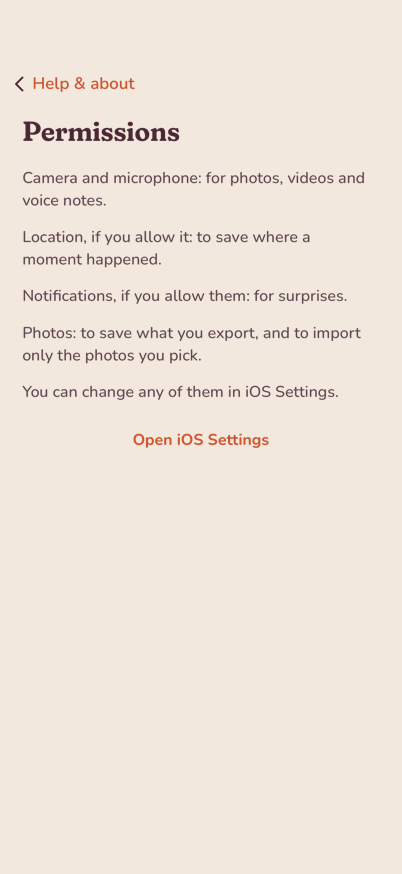 Help & about
Permissions
Camera and microphone: for photos, videos and
voice notes.
Location, if you allow it: to save where a
moment happened.
Notifications, if you allow them: for surprises.
Photos: to save what you export, and to import
only the photos you pick.
You can change any of them in iOS Settings.
Open iOS Settings